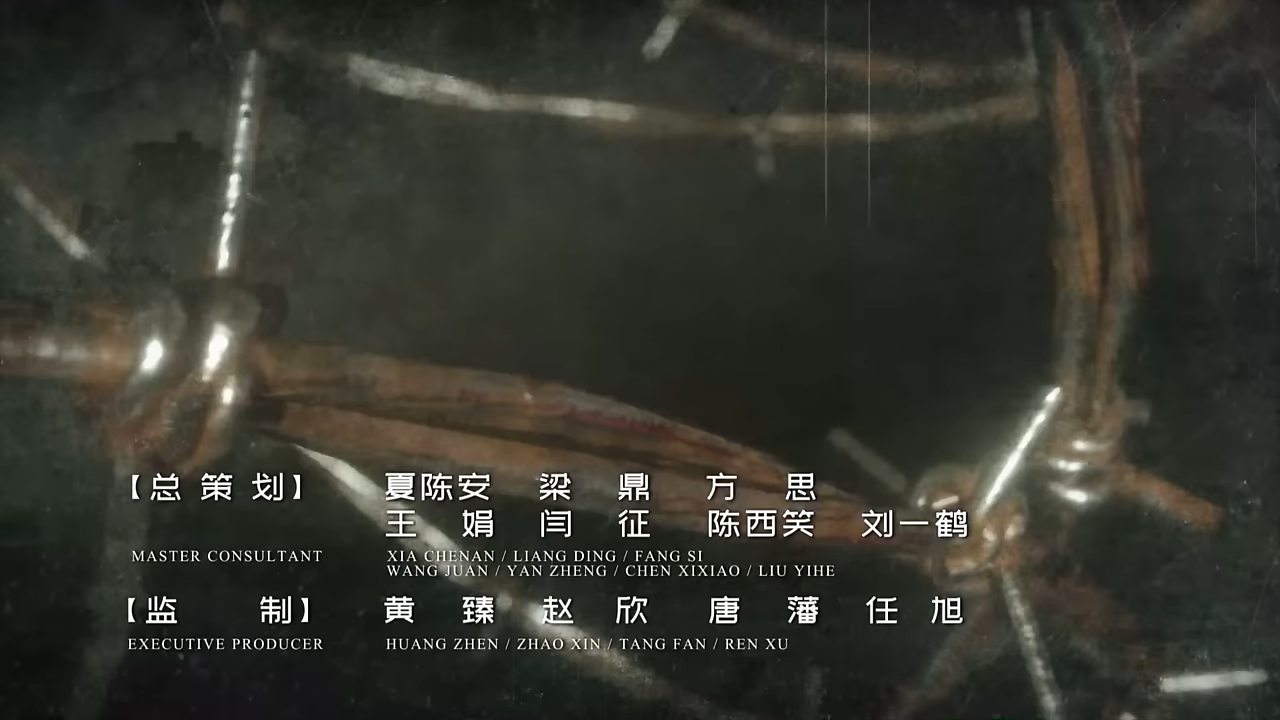 【总策划】 夏陈安 梁鼎 方思
王娟 闫征 陈西笑 刘一鹤
MASTER CONSULTANT XIA CHENAN / LIANG DING / FANG SI
WANG JUAN / YAN ZHENG / CHEN XIXIAO / LIU YIHE
【监制】 黄臻 赵欣 唐藩 任旭
EXECUTIVE PRODUCER HUANG ZHEN / ZHAO XIN / TANG FAN / REN XU